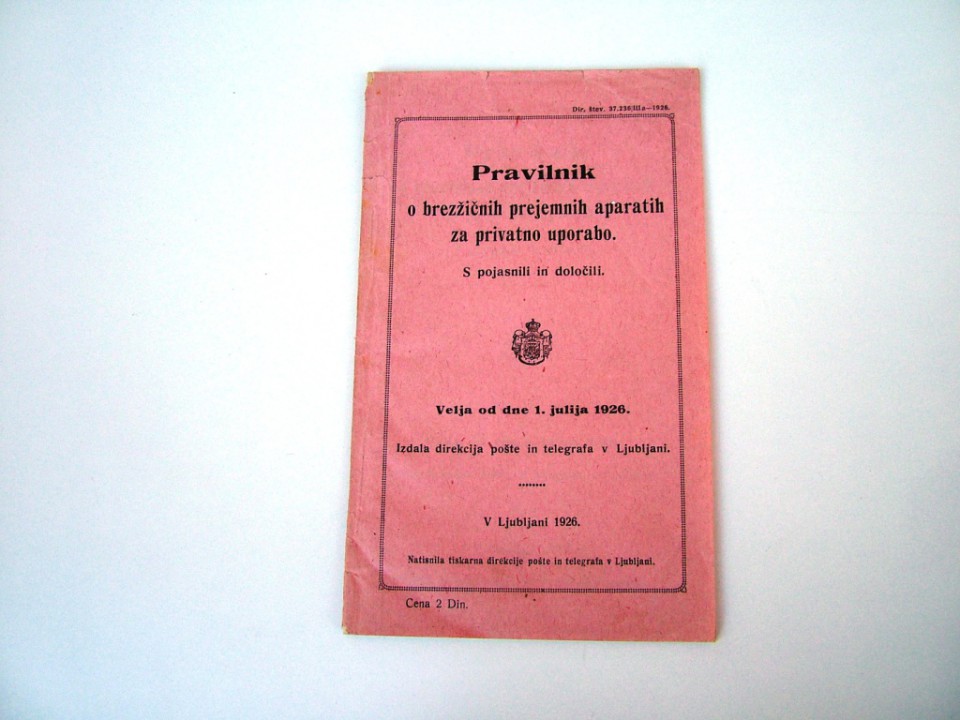 Dir. štev. 37.238/III a—1926.
Pravilnik
o brezžičnih prejemnih aparatih
za privatno uporabo.
S pojasnili in določili.
Velja od dne 1. julija 1926.
Izdala direkcija pošte in telegrafa v Ljubljani.
V Ljubljani 1926.
Natisnila tiskarna direkcije pošte in telegrafa v Ljubljani.
Cena 2 Din.